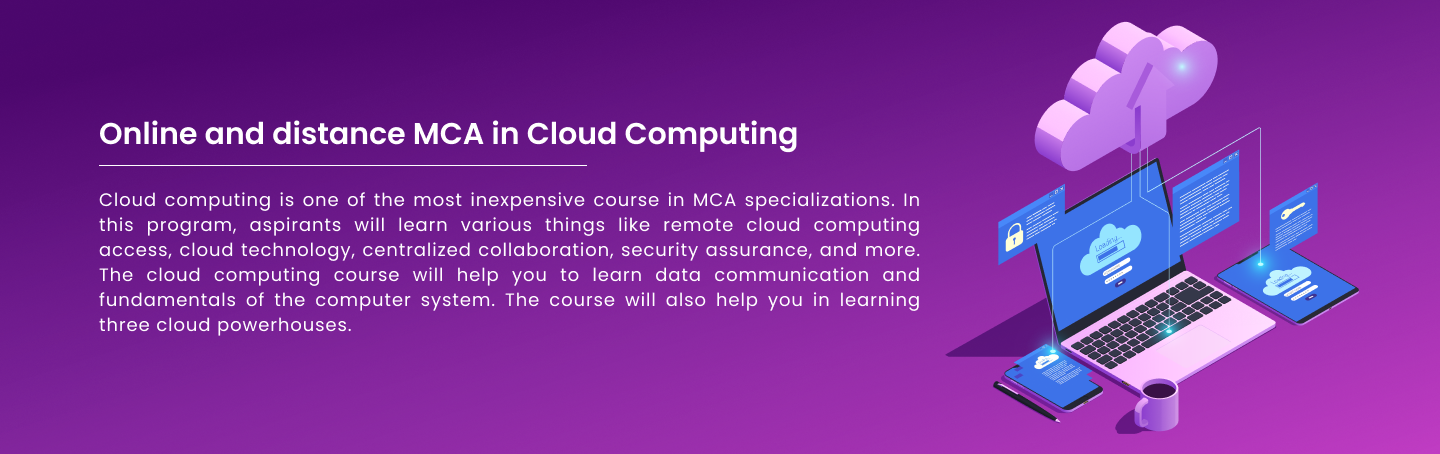 Online and distance MCA in Cloud Computing
Cloud computing is one of the most inexpensive course in MCA specializations. In
this program, aspirants will learn various things like remote cloud computing
access, cloud technology, centralized collaboration, security assurance, and more.
The cloud computing course will help you to learn data communication and
fundamentals of the computer system. The course will also help you in learning
three cloud powerhouses.
Loading